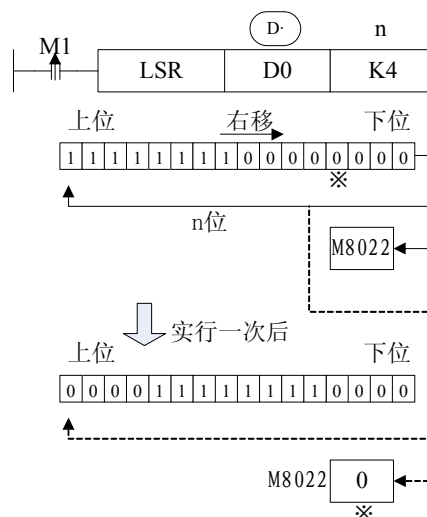 D· n
M1
LSR D0 K4
上位 右移 下位
1 1 1 1 1 1 1 1 0 0 0 0 0 0 0 0
※
n位
M8022
实行一次后
上位 下位
0 0 0 0 1 1 1 1 1 1 1 1 0 0 0 0
M8022 0
※